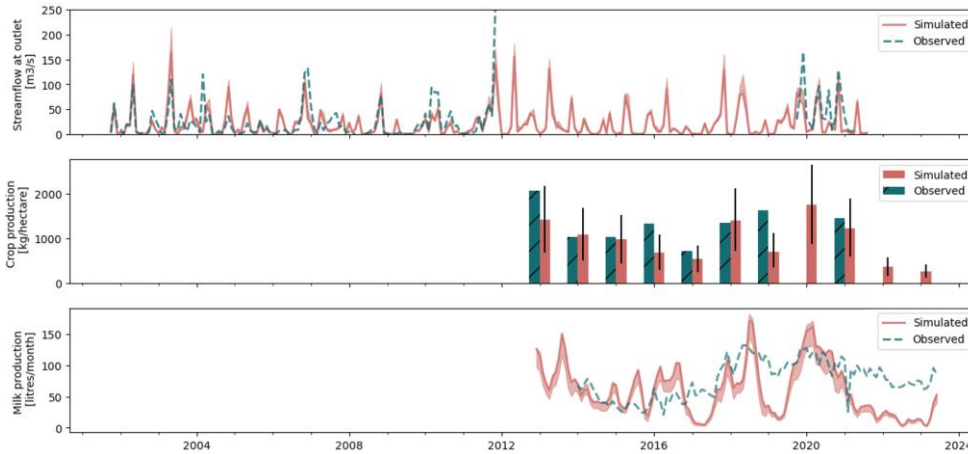 Streamflow at outlet
[m3/s]
250
200
150
100
50
0
Simulated
Observed
Crop production
[kg/hectare]
2000
1000
0
Simulated
Observed
Milk production
[litres/month]
150
100
50
0
Simulated
Observed
2004
2008
2012
2016
2020
2024